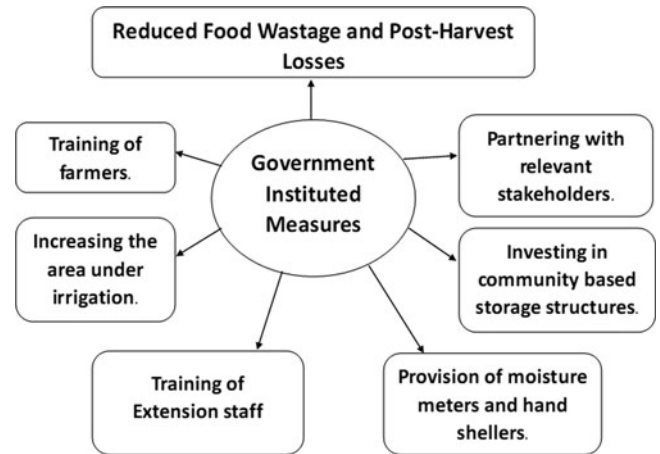 Reduced Food Wastage and Post-Harvest
Losses
Training of
farmers.
Government
Instituted
Measures
Partnering with
relevant
stakeholders.
Increasing the
area under
irrigation.
Investing in
community based
storage structures.
Training of
Extension staff
Provision of moisture
meters and hand
shellers.